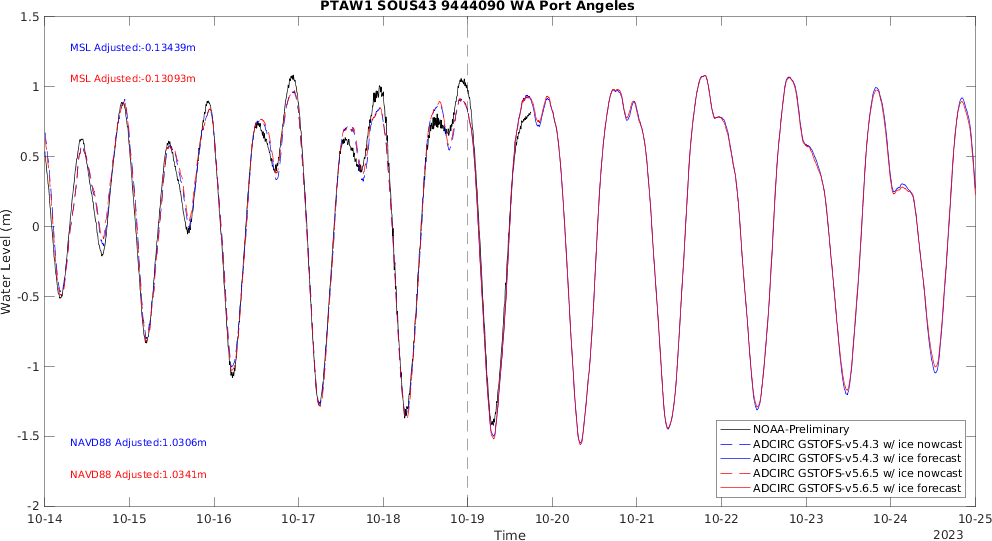 PTAW1 SOUS43 9444090 WA Port Angeles
MSL Adjusted:-0.13439m
MSL Adjusted:-0.13093m
NAVD88 Adjusted:1.0306m
NAVD88 Adjusted:1.0341m
Water Level (m)
1.5
1
0.5
0
-0.5
-1
-1.5
-2
NOAA-Preliminary
ADCIRC GSTOFS-v5.4.3 w/ ice nowcast
ADCIRC GSTOFS-v5.4.3 w/ ice forecast
ADCIRC GSTOFS-v5.6.5 w/ ice nowcast
ADCIRC GSTOFS-v5.6.5 w/ ice forecast
10-14 10-15 10-16 10-17 10-18 10-19 10-20 10-21 10-22 10-23 10-24 10-25
Time
2023